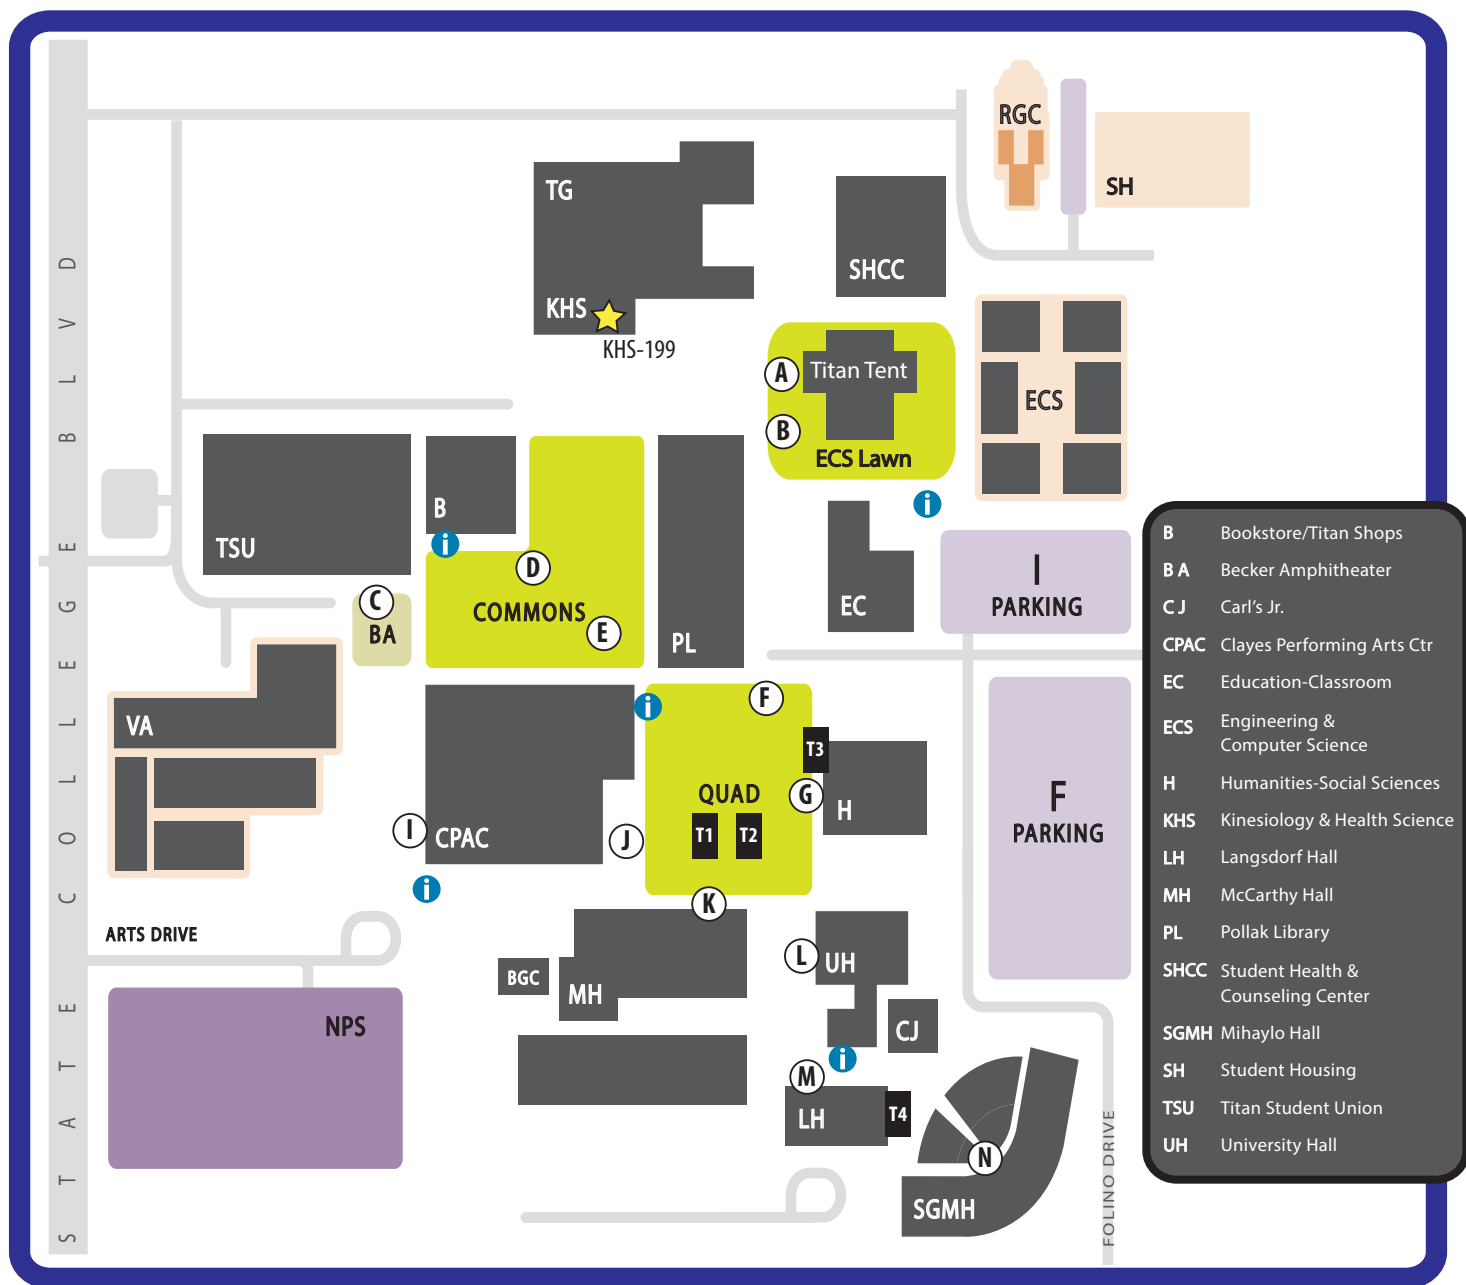 RGC
SH
TG
SHCC
KHS
KHS-199
A
Titan Tent
B
ECS Lawn
ECS
i
B
i
TSU
D
COMMONS
E
C
BA
PL
EC
I
PARKING
VA
i
F
T3
QUAD
G
H
T1
T2
I
CPAC
J
F
PARKING
i
K
ARTS DRIVE
L
UH
BGC
MH
CJ
NPS
i
M
LH
T4
N
SGMH
STATE COLLEGE BLVD
FOLINO DRIVE
B Bookstore/Titan Shops
B A Becker Amphitheater
C J Carl's Jr.
CPAC Clayes Performing Arts Ctr
EC Education-Classroom
ECS Engineering &
Computer Science
H Humanities-Social Sciences
KHS Kinesiology & Health Science
LH Langsdorf Hall
MH McCarthy Hall
PL Pollak Library
SHCC Student Health &
Counseling Center
SGMH Mihaylo Hall
SH Student Housing
TSU Titan Student Union
UH University Hall